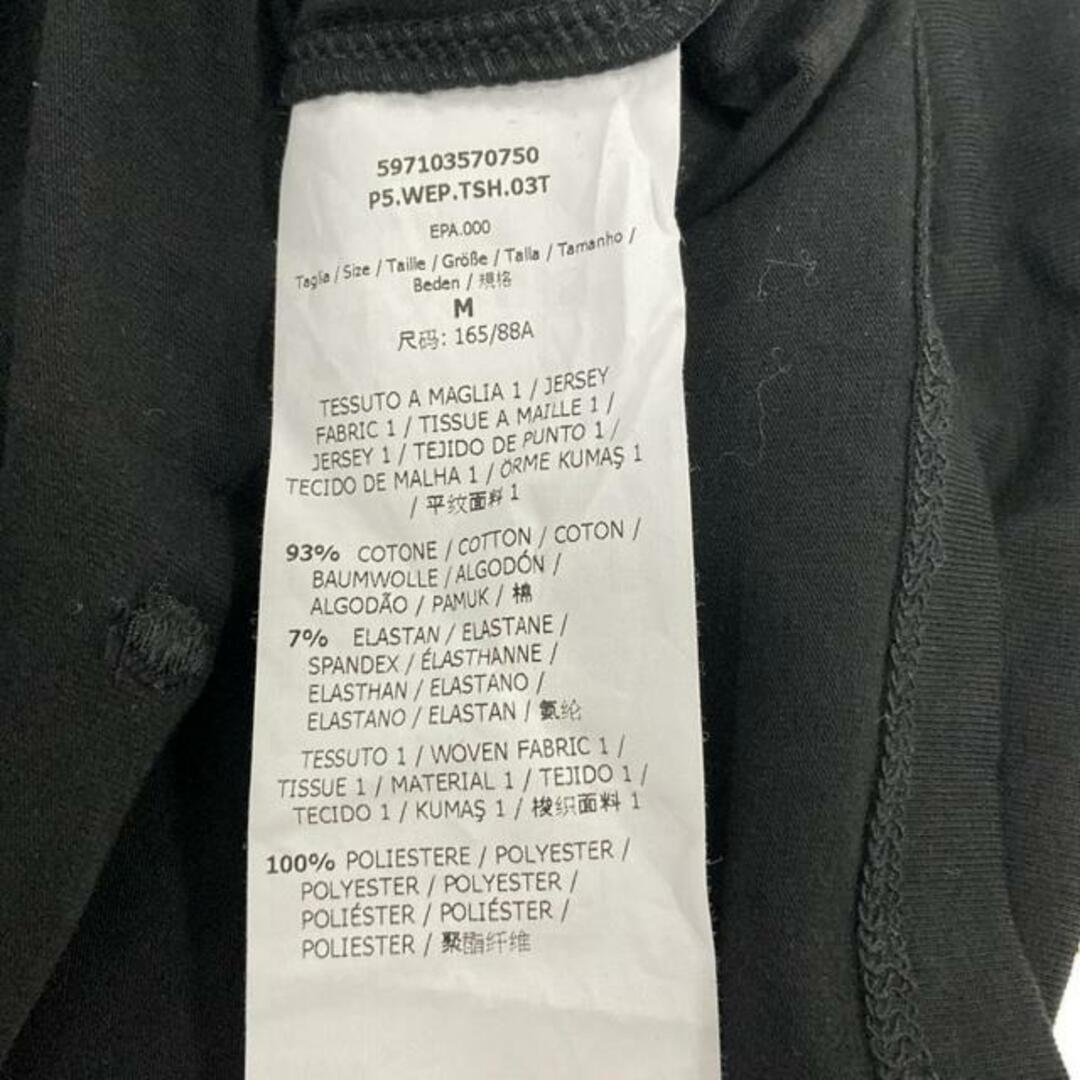 597103570750
P5.WEP.TSH.03T
EPA.000
Taglia / Size / Taille / Größe / Talla / Tamanho /
Beden / 規格
M
尺码: 165/88A
TESSUTO A MAGLIA 1 / JERSEY
FABRIC 1 / TISSUE A MAILLE 1 /
JERSEY 1 / TEJIDO DE PUNTO 1 /
TECIDO DE MALHA 1 / ÖRME KUMAŞ 1
/ 平纹面料 1
93% COTONE / COTTON / COTON /
BAUMWOLLE / ALGODÓN /
ALGODÃO / PAMUK / 棉
7% ELASTAN / ELASTANE /
SPANDEX / ÉLASTHANNE /
ELASTHAN / ELASTANO /
ELASTANO / ELASTAN / 氨纶
TESSUTO 1 / WOVEN FABRIC 1 /
TISSUE 1 / MATERIAL 1 / TEJIDO 1 /
TECIDO 1 / KUMAŞ 1 / 梭织面料 1
100% POLIESTERE / POLYESTER /
POLYESTER / POLYESTER /
POLIÉSTER / POLIÉSTER /
POLIESTER / 聚酯纤维